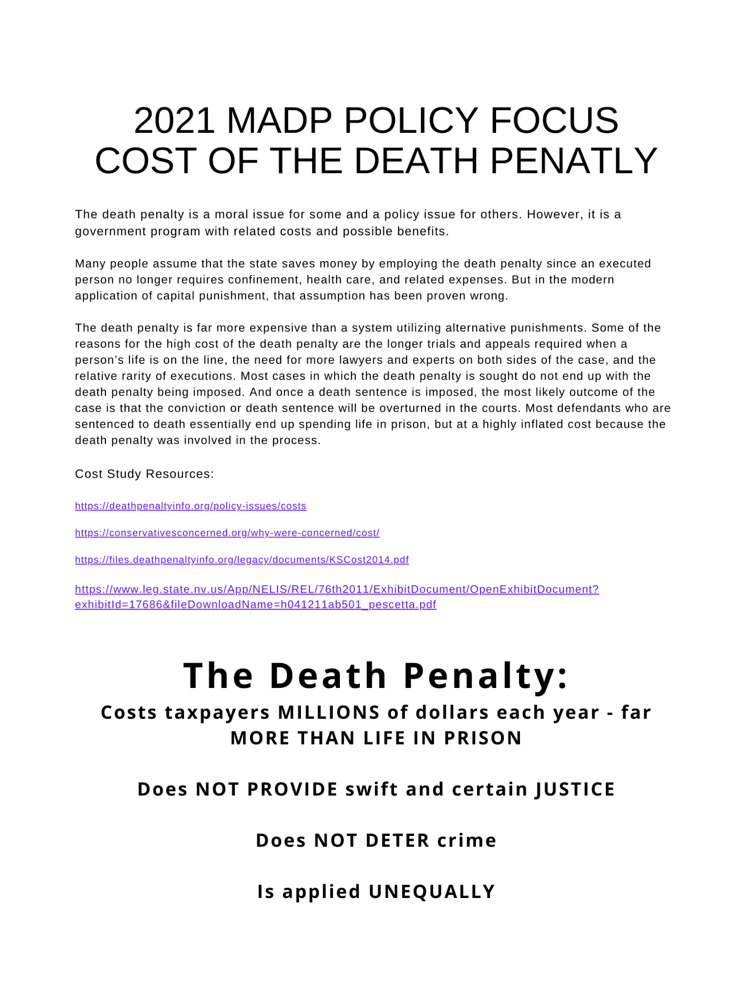 2021 MADP POLICY FOCUS
COST OF THE DEATH PENATLY
The death penalty is a moral issue for some and a policy issue for others. However, it is a
government program with related costs and possible benefits.
Many people assume that the state saves money by employing the death penalty since an executed
person no longer requires confinement, health care, and related expenses. But in the modern
application of capital punishment, that assumption has been proven wrong.
The death penalty is far more expensive than a system utilizing alternative punishments. Some of the
reasons for the high cost of the death penalty are the longer trials and appeals required when a
person’s life is on the line, the need for more lawyers and experts on both sides of the case, and the
relative rarity of executions. Most cases in which the death penalty is sought do not end up with the
death penalty being imposed. And once a death sentence is imposed, the most likely outcome of the
case is that the conviction or death sentence will be overturned in the courts. Most defendants who are
sentenced to death essentially end up spending life in prison, but at a highly inflated cost because the
death penalty was involved in the process.
Cost Study Resources:
https://deathpenaltyinfo.org/policy-issues/costs
https://conservativesconcerned.org/why-were-concerned/cost/
https://files.deathpenaltyinfo.org/legacy/documents/KSCost2014.pdf
https://www.leg.state.nv.us/App/NELIS/REL/76th2011/ExhibitDocument/OpenExhibitDocument?
exhibitId=17686&fileDownloadName=h041211ab501_pescetta.pdf
The Death Penalty:
Costs taxpayers MILLIONS of dollars each year - far
MORE THAN LIFE IN PRISON
Does NOT PROVIDE swift and certain JUSTICE
Does NOT DETER crime
Is applied UNEQUALLY